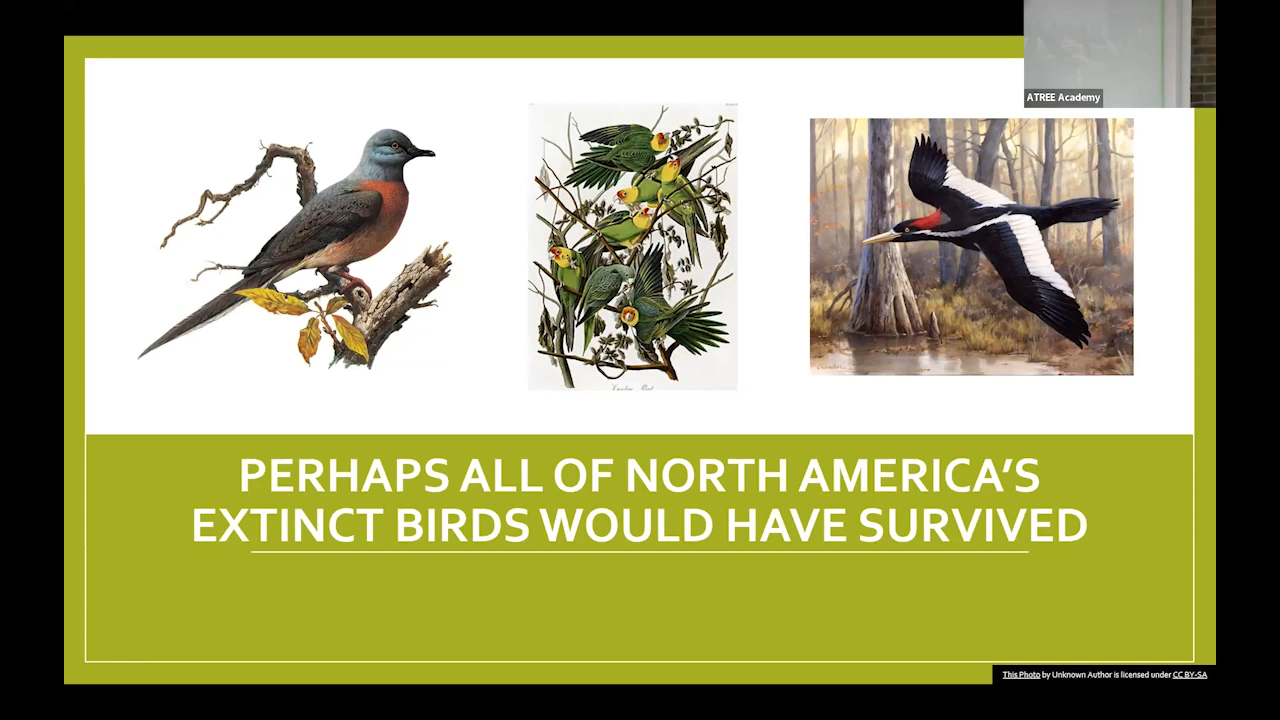 ATREE Academy
PERHAPS ALL OF NORTH AMERICA'S
EXTINCT BIRDS WOULD HAVE SURVIVED
This Photo by Unknown Author is licensed under CC BY-SA